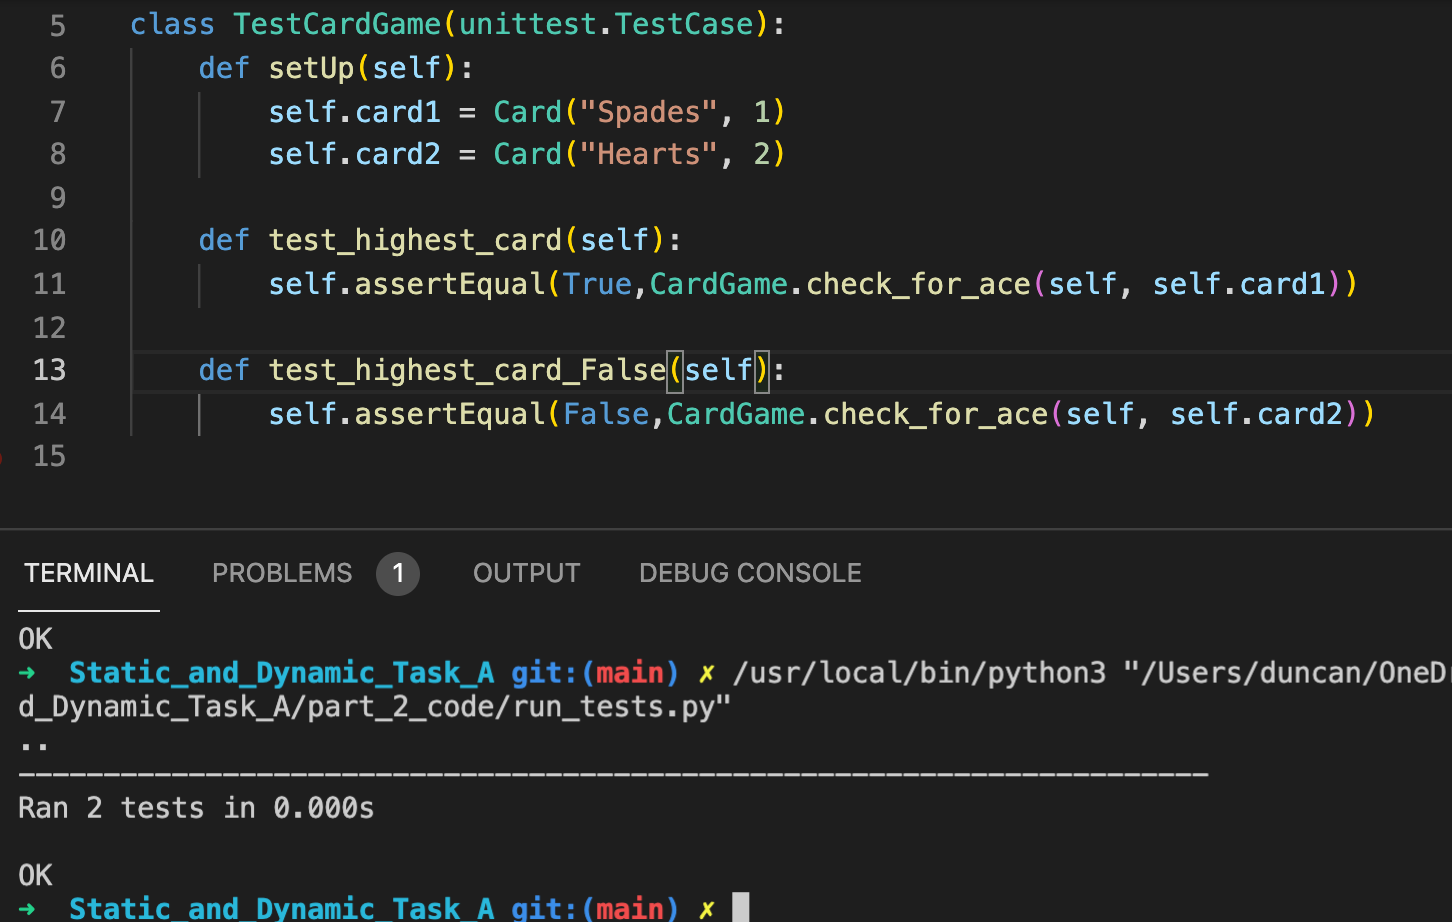 5 class TestCardGame(unittest.TestCase):
6     def setUp(self):
7         self.card1 = Card("Spades", 1)
8         self.card2 = Card("Hearts", 2)
9
10     def test_highest_card(self):
11         self.assertEqual(True,CardGame.check_for_ace(self, self.card1))
12
13     def test_highest_card_False(self):
14         self.assertEqual(False,CardGame.check_for_ace(self, self.card2))
15
TERMINAL PROBLEMS 1 OUTPUT DEBUG CONSOLE
OK
➜  Static_and_Dynamic_Task_A git:(main) ✗ /usr/local/bin/python3 "/Users/duncan/OneD
d_Dynamic_Task_A/part_2_code/run_tests.py"
..
----------------------------------------------------------------------
Ran 2 tests in 0.000s
OK
➜  Static_and_Dynamic_Task_A git:(main) ✗